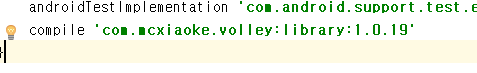 androidTestImplementation 'com.android.support.test.e
compile 'com.mcxiaoke.volley:library:1.0.19'
}